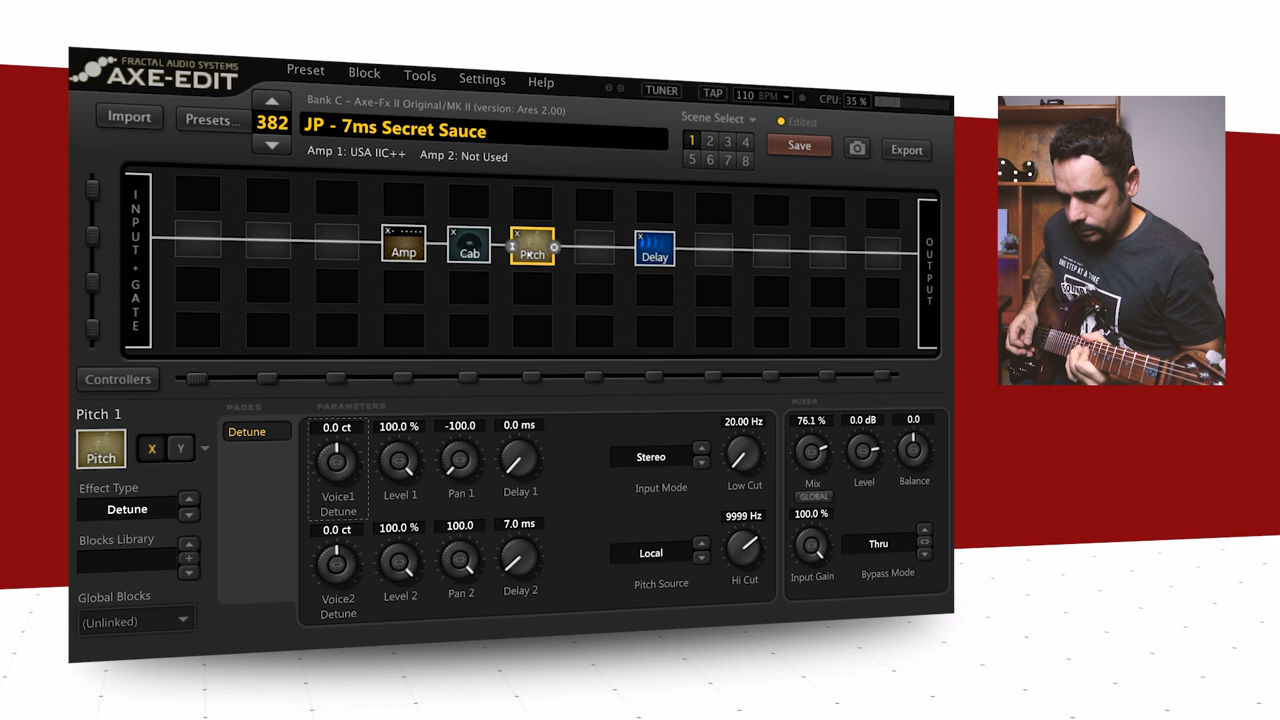 FRACTAL AUDIO SYSTEMS
AXE-EDIT
Preset Block Tools Settings Help
TUNER TAP 110 BPM CPU: 35 %
Import Presets...
382
Bank C - Axe-Fx II Original/MK II (version: Ares 2.00)
JP - 7ms Secret Sauce
Amp 1: USA IIC++ Amp 2: Not Used
Scene Select
1 2 3 4
5 6 7 8
Edited
Save
Export
INPUT + GATE
X Amp
X Cab
X Pitch
X Delay
OUTPUT
Controllers
Pitch 1
Pitch
X Y
Effect Type
Detune
Blocks Library
Global Blocks
(Unlinked)
PAGES
Detune
PARAMETERS
0.0 ct 100.0 % -100.0 0.0 ms
Voice1 Detune
Level 1
Pan 1
Delay 1
0.0 ct 100.0 % 100.0 7.0 ms
Voice2 Detune
Level 2
Pan 2
Delay 2
Stereo
Input Mode
Local
Pitch Source
20.00 Hz
Low Cut
9999 Hz
Hi Cut
MIXER
76.1 % 0.0 dB 0.0
Mix Level Balance
GLOBAL
100.0 %
Input Gain
Thru
Bypass Mode